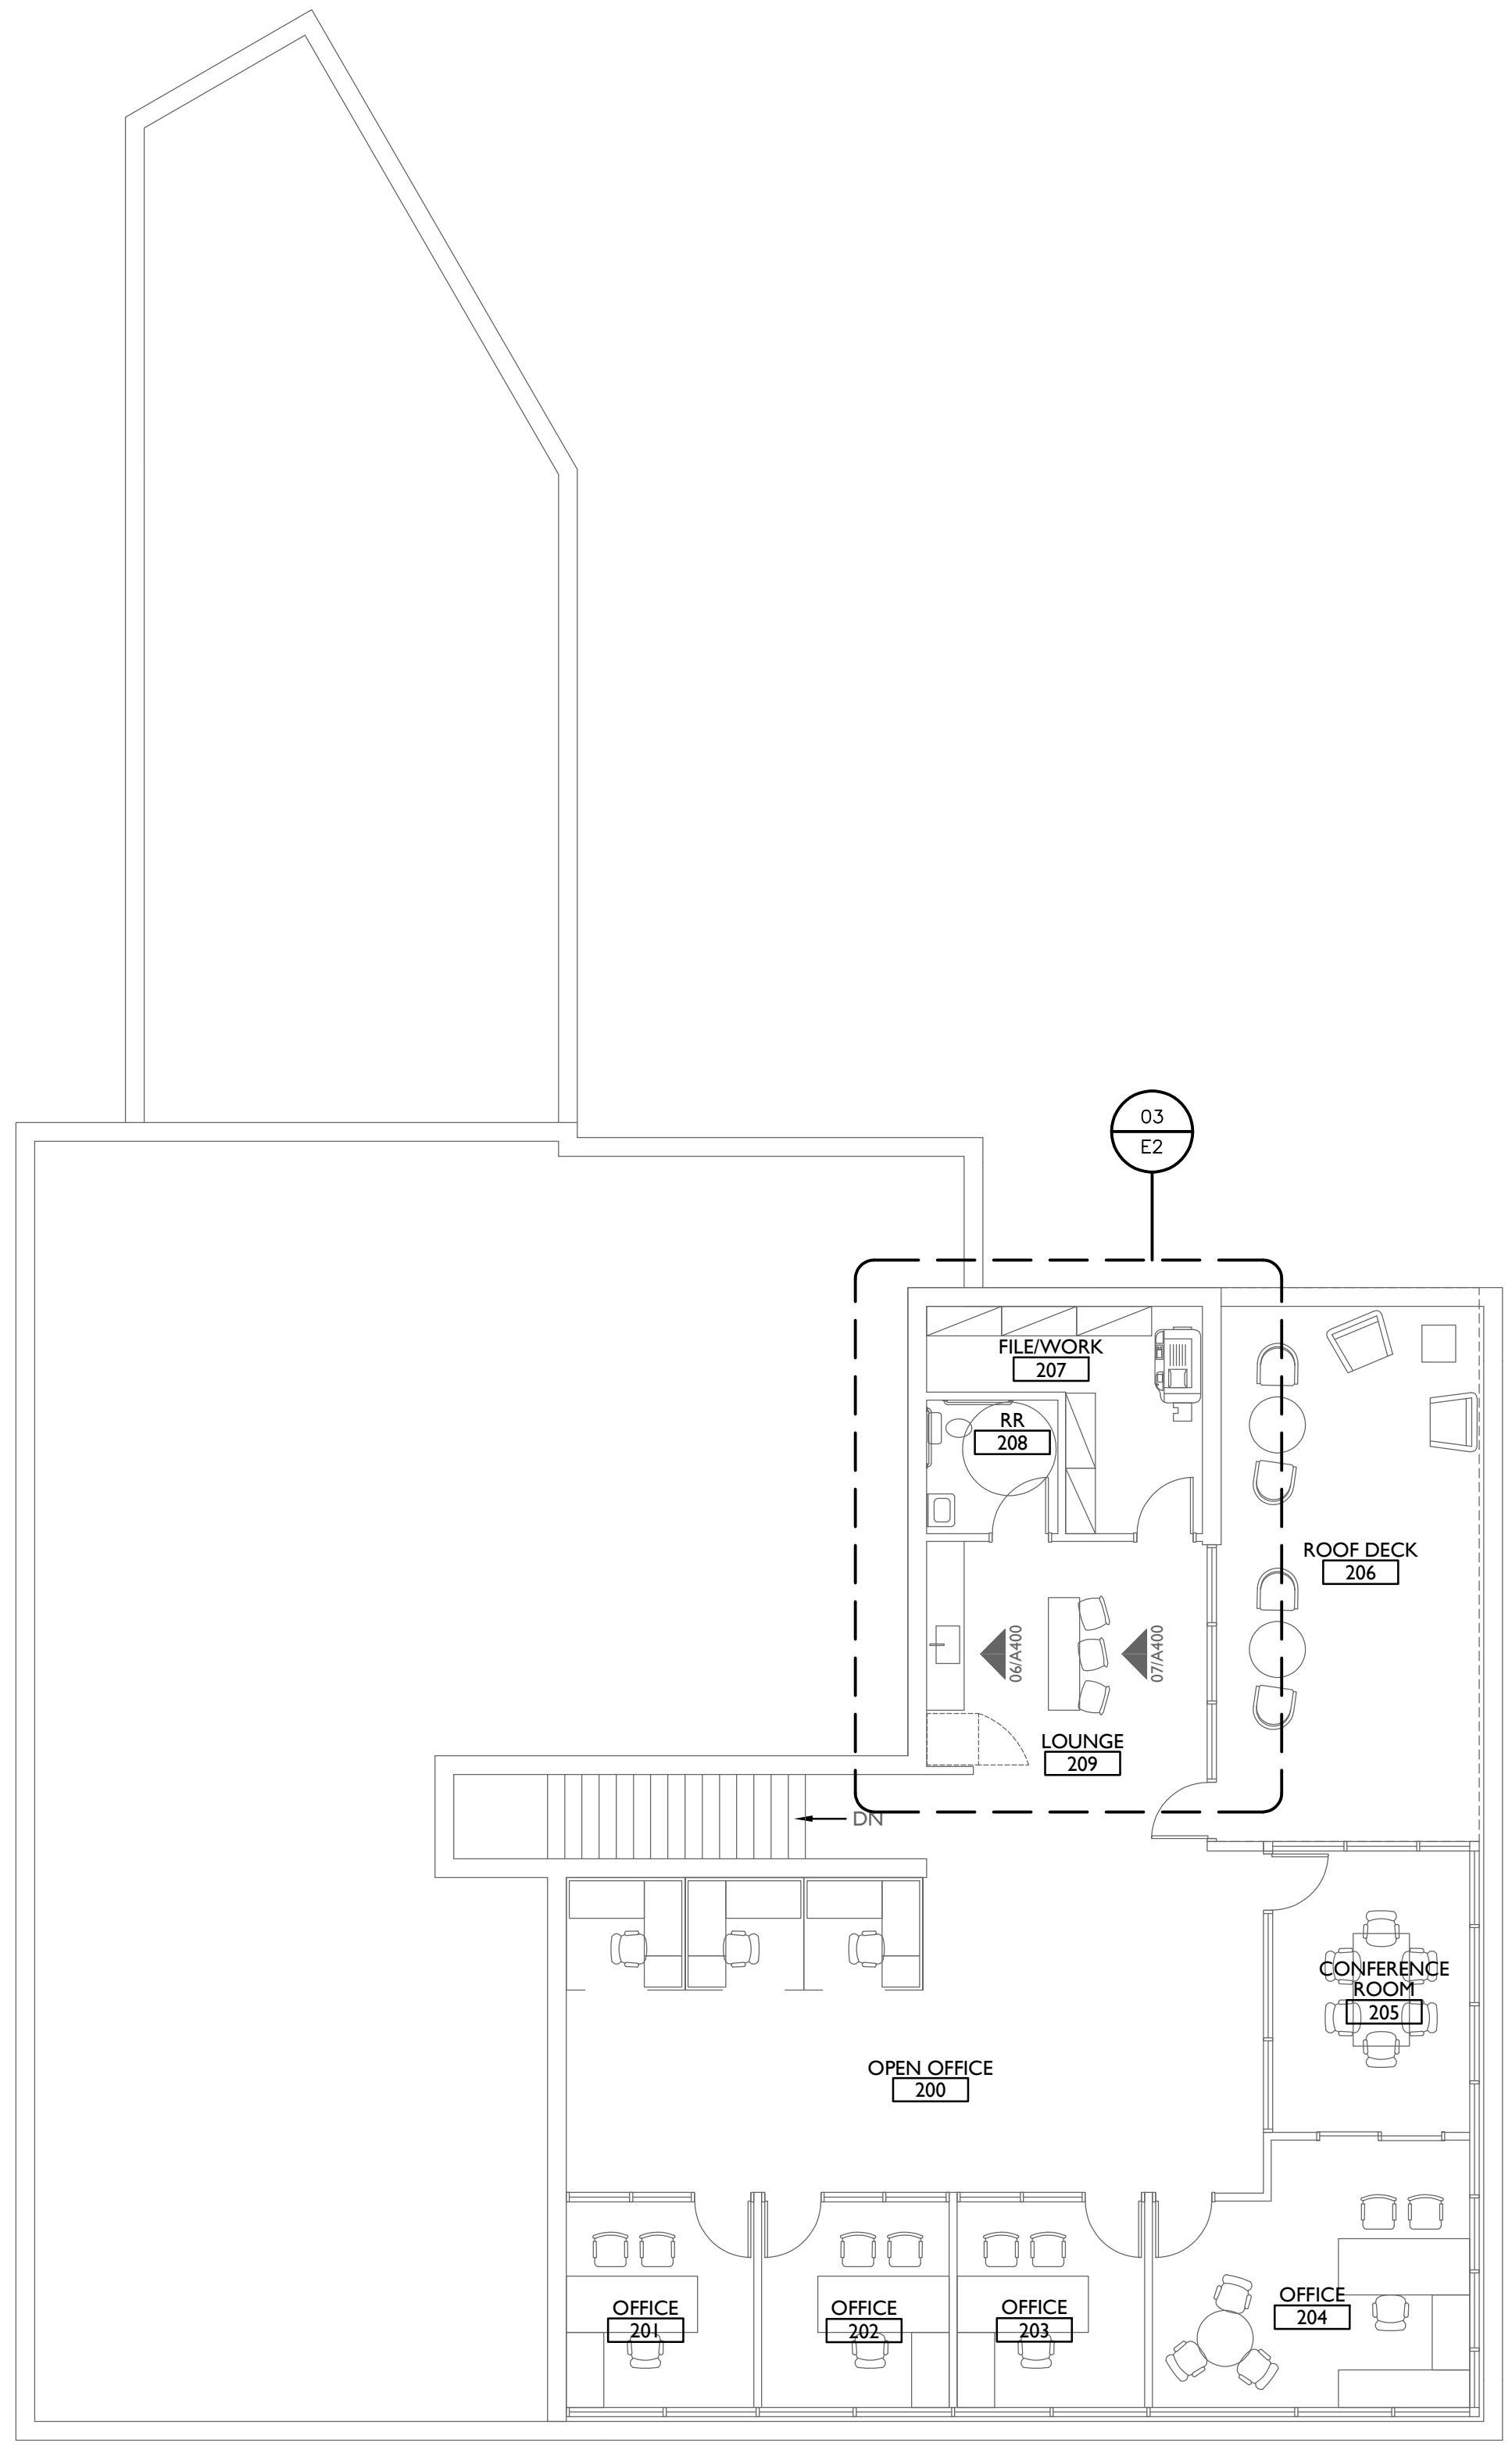 03
E2
FILE/WORK
207
RR
208
ROOF DECK
206
06/A400
07/A400
LOUNGE
209
DN
CONFERENCE
ROOM
205
OPEN OFFICE
200
OFFICE
201
OFFICE
202
OFFICE
203
OFFICE
204